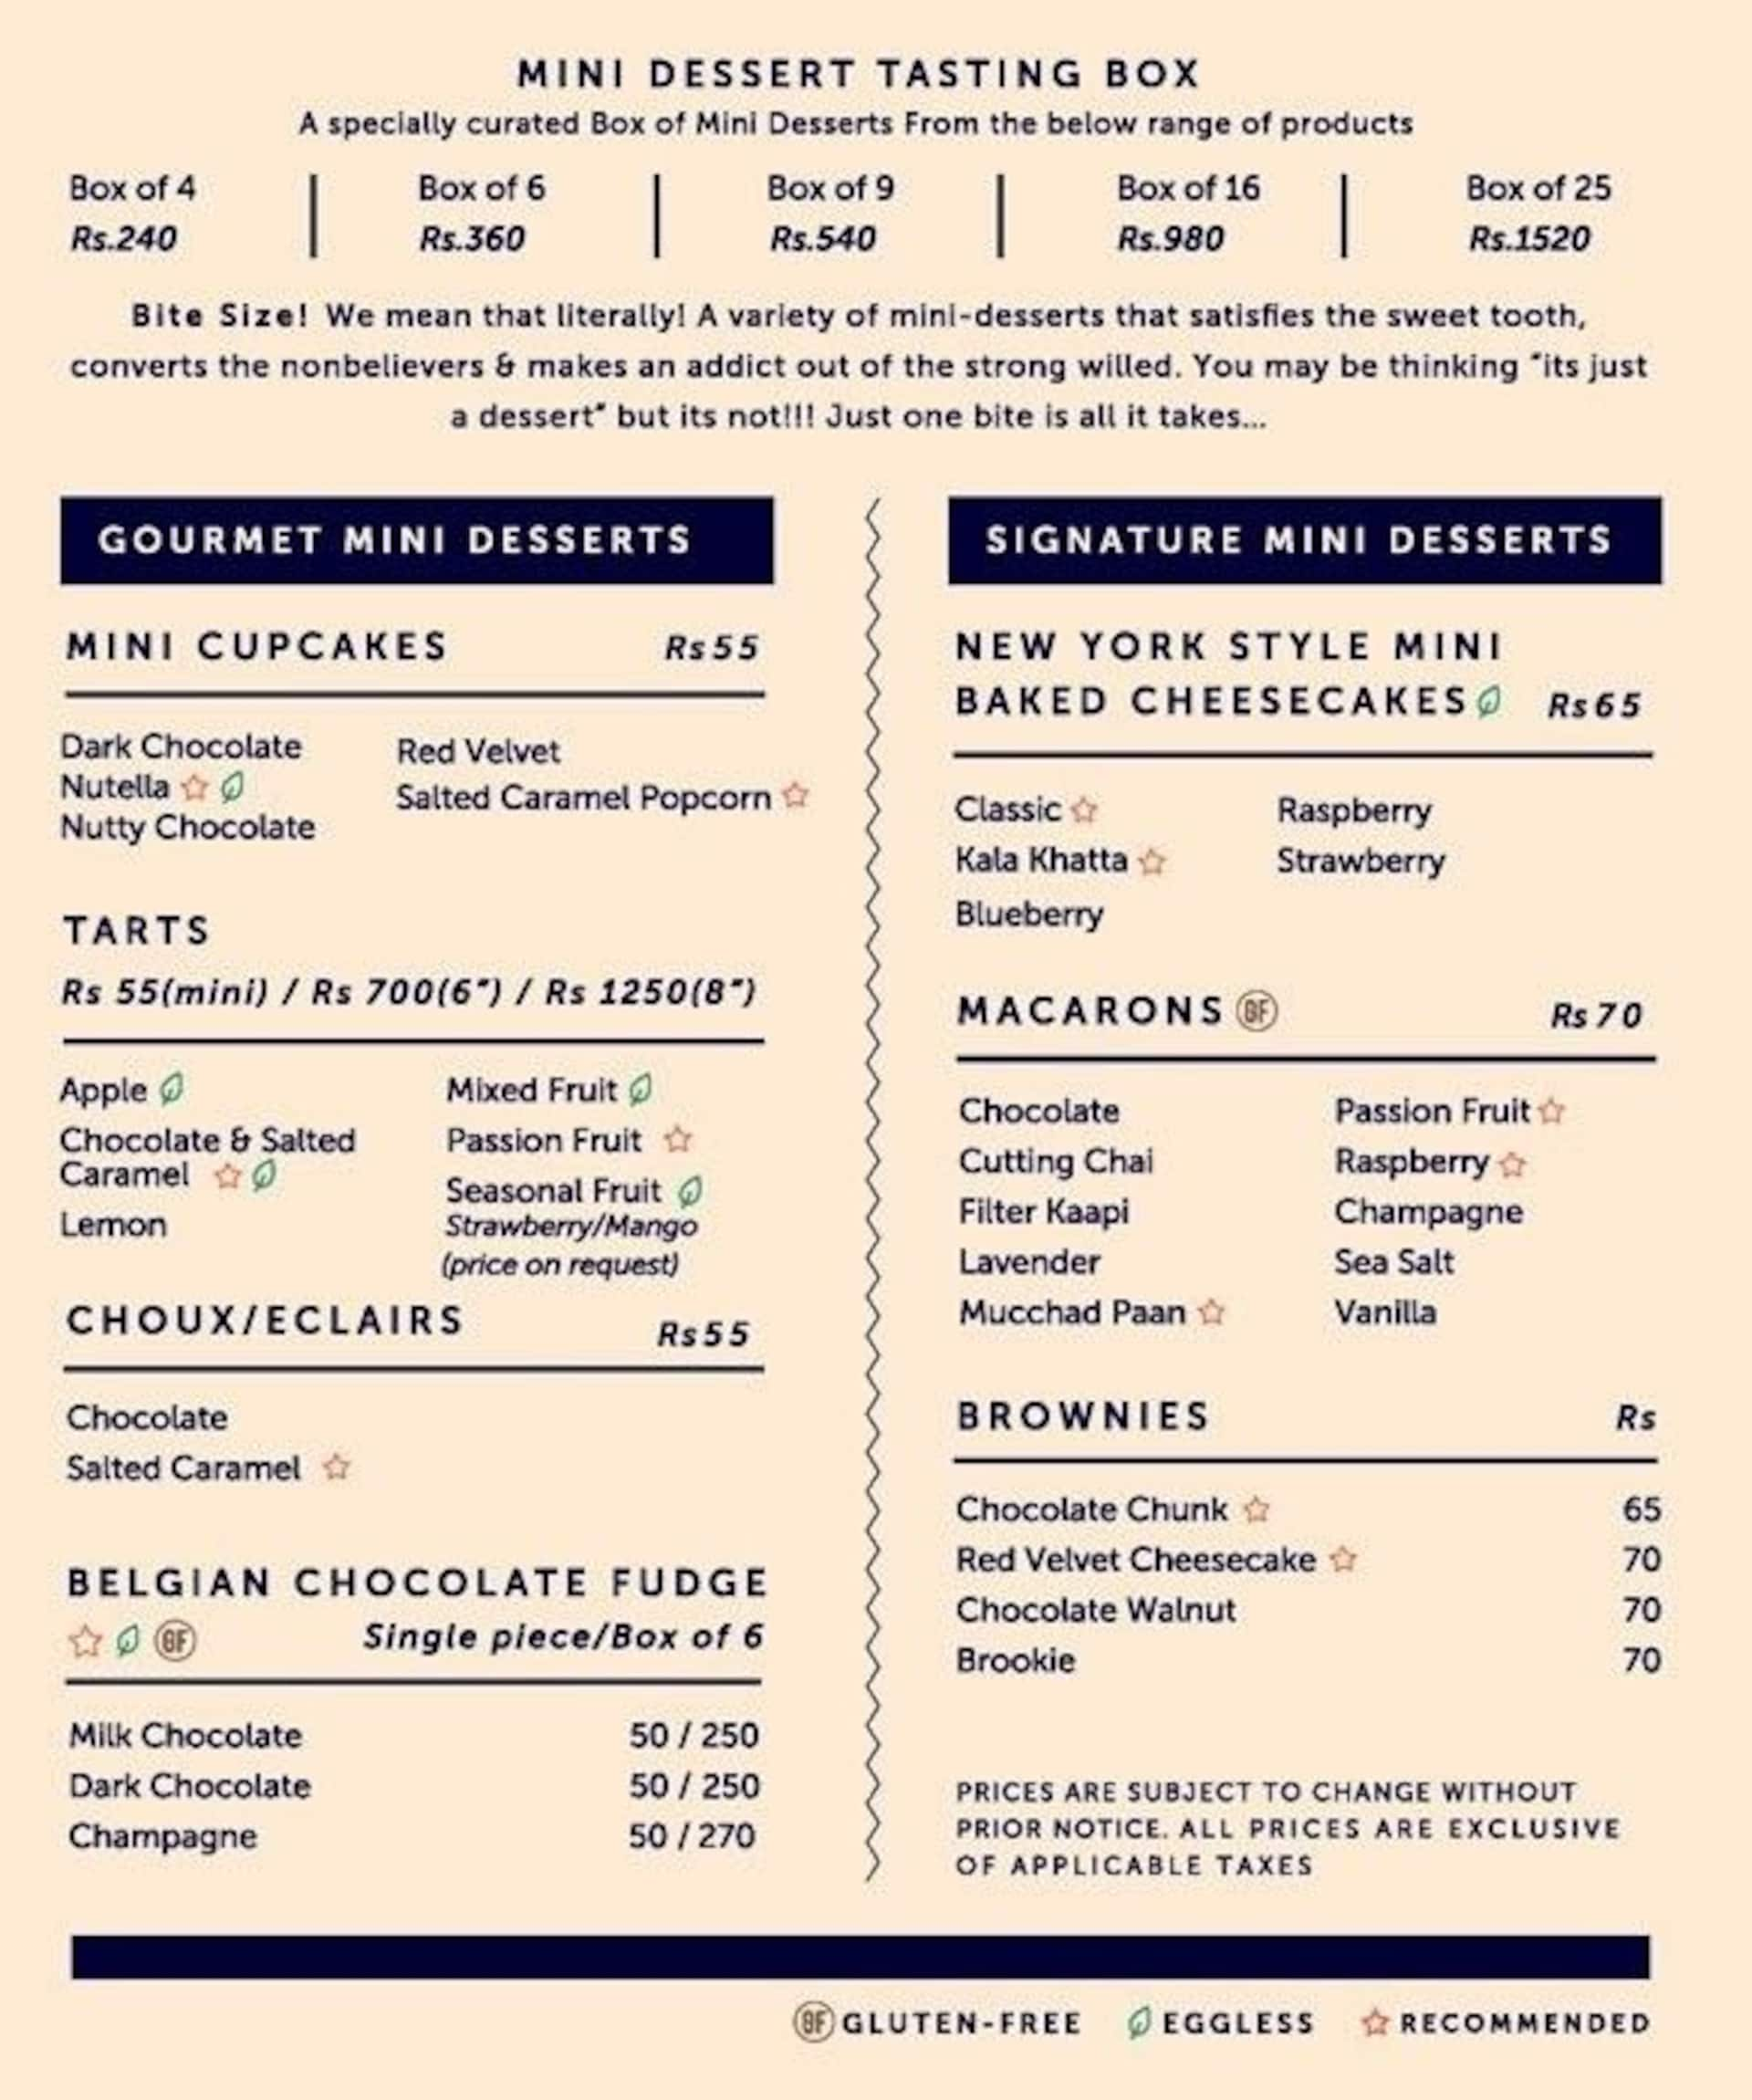 MINI DESSERT TASTING BOX
A specially curated Box of Mini Desserts From the below range of products
Box of 4
Rs.240
Box of 6
Rs.360
Box of 9
Rs.540
Box of 16
Rs.980
Box of 25
Rs.1520
Bite Size! We mean that literally! A variety of mini-desserts that satisfies the sweet tooth,
converts the nonbelievers & makes an addict out of the strong willed. You may be thinking "its just
a dessert" but its not!!! Just one bite is all it takes...
GOURMET MINI DESSERTS
MINI CUPCAKES Rs55
Dark Chocolate
Nutella
Nutty Chocolate
Red Velvet
Salted Caramel Popcorn
TARTS
Rs 55(mini) / Rs 700(6") / Rs 1250(8")
Apple
Chocolate & Salted
Caramel
Lemon
Mixed Fruit
Passion Fruit
Seasonal Fruit
Strawberry/Mango
(price on request)
CHOUX/ECLAIRS Rs55
Chocolate
Salted Caramel
BELGIAN CHOCOLATE FUDGE
GF Single piece/Box of 6
Milk Chocolate 50 / 250
Dark Chocolate 50 / 250
Champagne 50 / 270
SIGNATURE MINI DESSERTS
NEW YORK STYLE MINI
BAKED CHEESECAKES Rs65
Classic
Kala Khatta
Blueberry
Raspberry
Strawberry
MACARONS GF Rs70
Chocolate
Cutting Chai
Filter Kaapi
Lavender
Mucchad Paan
Passion Fruit
Raspberry
Champagne
Sea Salt
Vanilla
BROWNIES Rs
Chocolate Chunk 65
Red Velvet Cheesecake 70
Chocolate Walnut 70
Brookie 70
PRICES ARE SUBJECT TO CHANGE WITHOUT
PRIOR NOTICE. ALL PRICES ARE EXCLUSIVE
OF APPLICABLE TAXES
GF GLUTEN-FREE EGGLESS RECOMMENDED